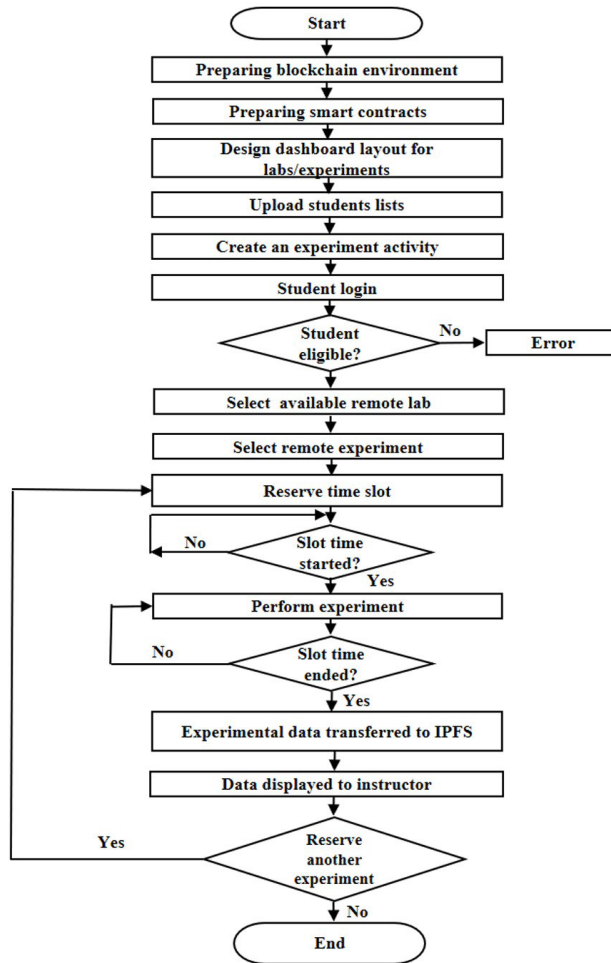 Start
Preparing blockchain environment
Preparing smart contracts
Design dashboard layout for
labs/experiments
Upload students lists
Create an experiment activity
Student login
Student
eligible?
No
Error
Select available remote lab
Select remote experiment
Reserve time slot
No
Slot time
started?
Yes
Perform experiment
No
Slot time
ended?
Yes
Experimental data transferred to IPFS
Data displayed to instructor
Yes
Reserve
another
experiment
No
End